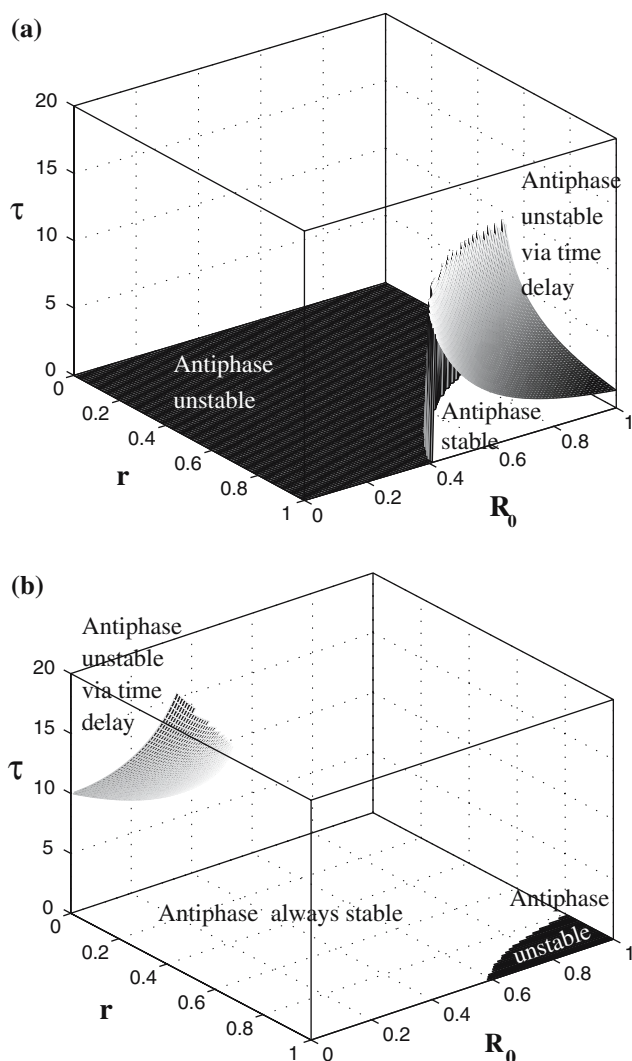 (a)
20
15
τ
10
5
0
0
0.2
0.4
r
0.6
0.8
1
0
0.2
0.4
R0
0.6
0.8
1
Antiphase
unstable
via time
delay
Antiphase
unstable
Antiphase
stable
(b)
Antiphase
unstable
via time
delay
20
15
τ
10
5
0
0
0.2
0.4
r
0.6
0.8
1
0
0.2
0.4
R0
0.6
0.8
1
Antiphase always stable
Antiphase
unstable